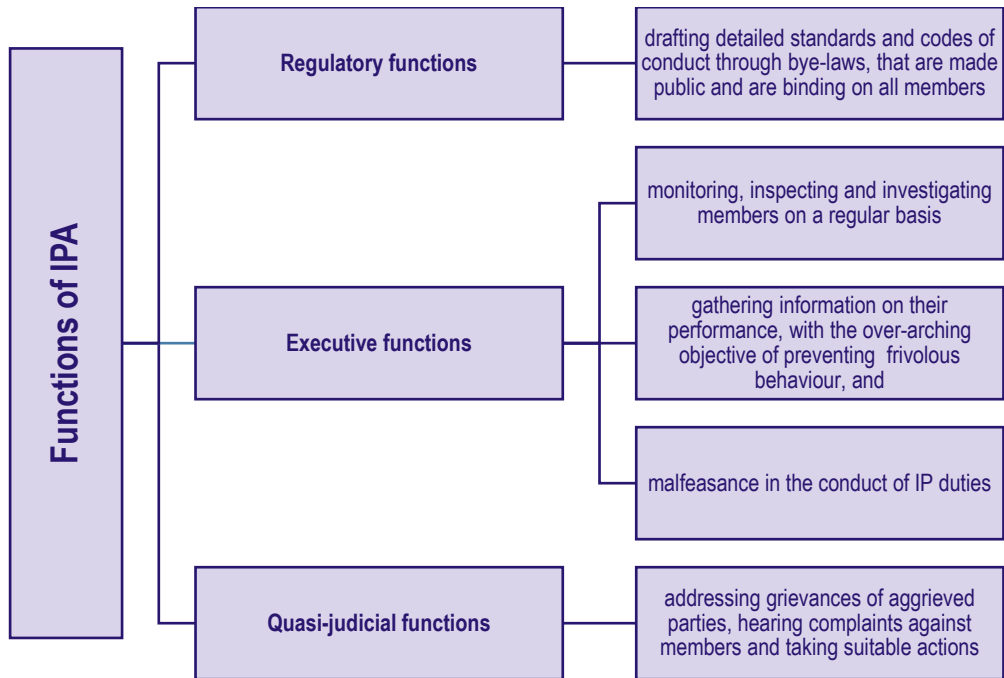 Functions of IPA
Regulatory functions
drafting detailed standards and codes of
conduct through bye-laws, that are made
public and are binding on all members
Executive functions
monitoring, inspecting and investigating
members on a regular basis
gathering information on their
performance, with the over-arching
objective of preventing frivolous
behaviour, and
malfeasance in the conduct of IP duties
Quasi-judicial functions
addressing grievances of aggrieved
parties, hearing complaints against
members and taking suitable actions